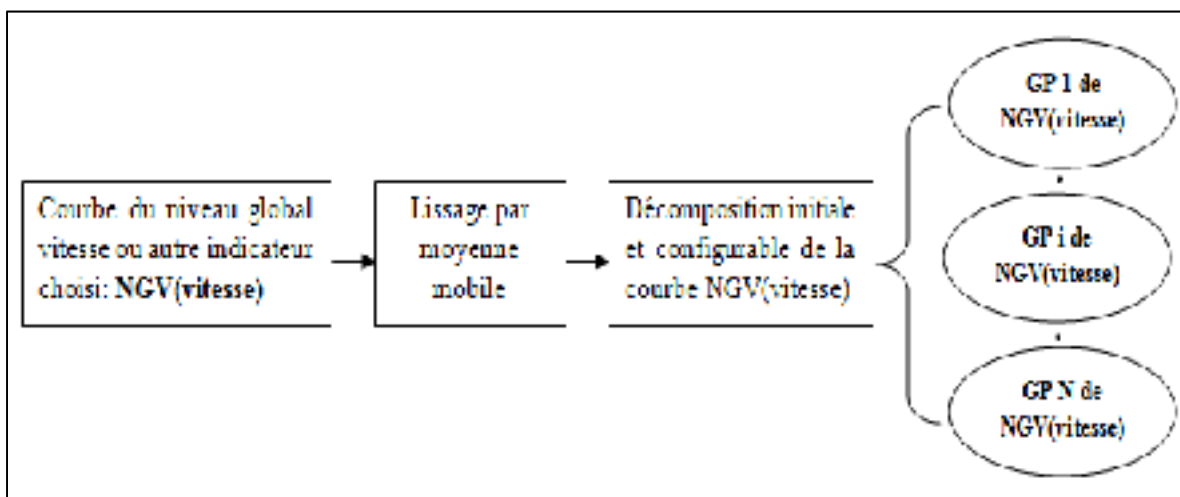 Courbe du niveau global
vitesse ou autre indicateur
choisi: NGV(vitesse)
Lissage par
moyenne
mobile
Décomposition initiale
et configurable de la
courbe NGV(vitesse)
GP 1 de
NGV(vitesse)
GP i de
NGV(vitesse)
GP N de
NGV(vitesse)